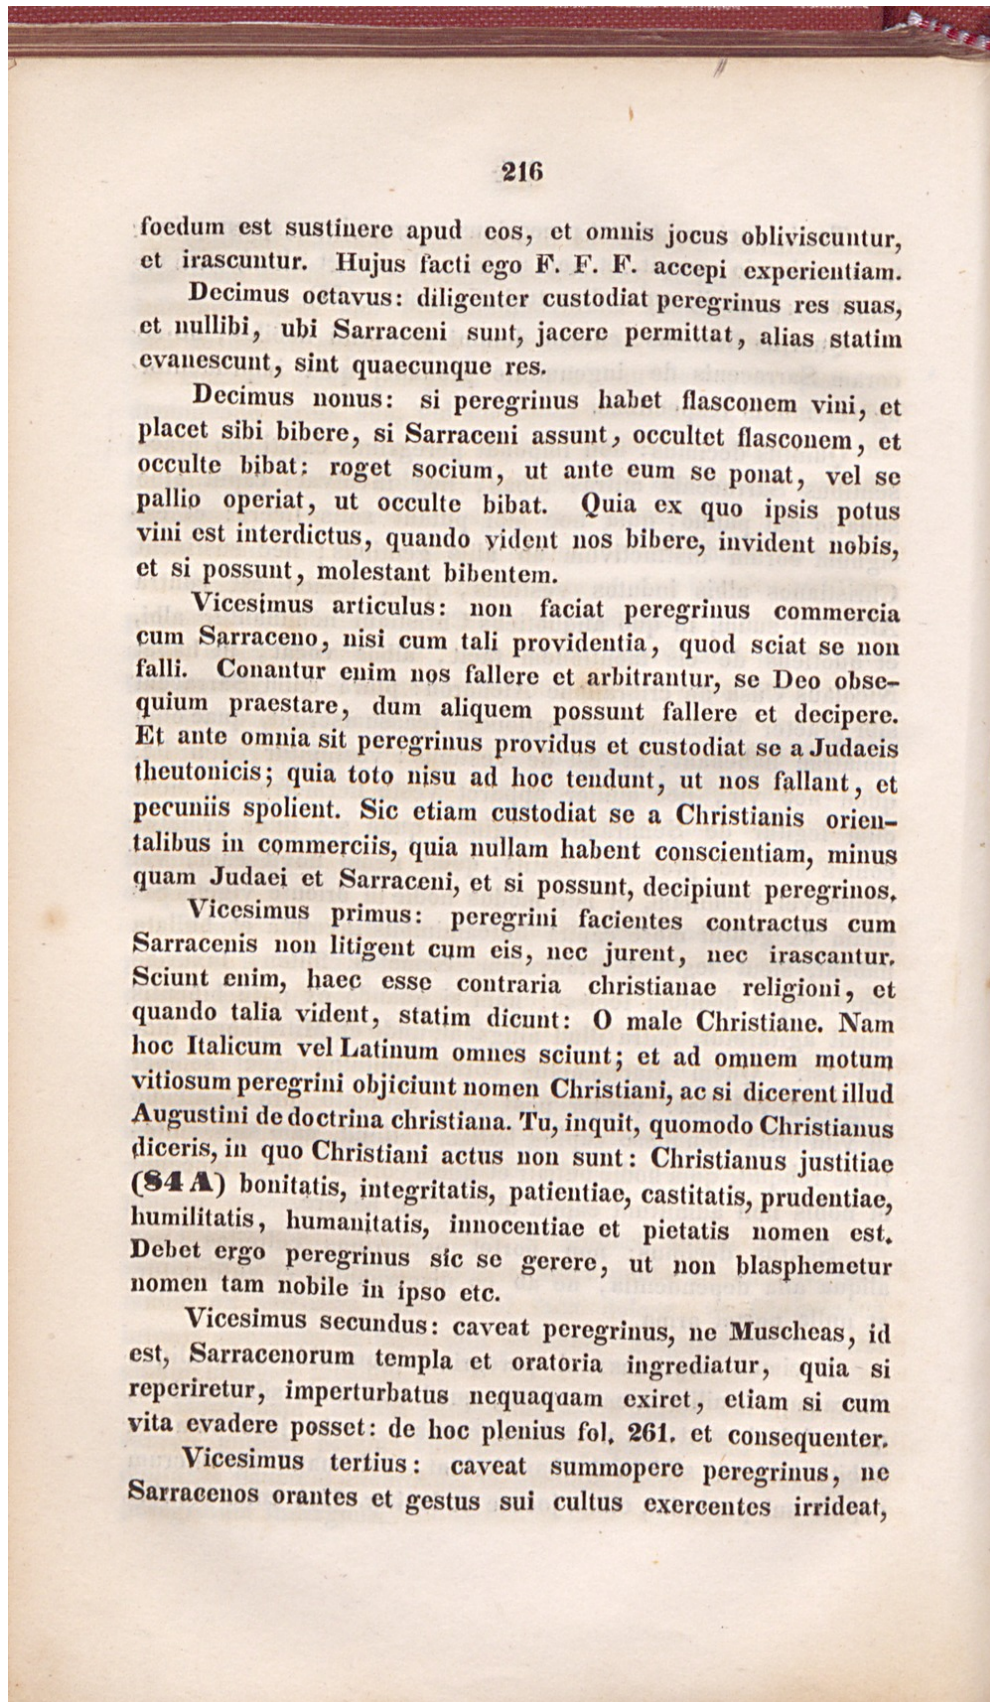 216
foedum est sustinere apud eos, et omnis jocus obliviscuntur,
et irascuntur. Hujus facti ego F. F. F. accepi experientiam.
Decimus octavus: diligenter custodiat peregrinus res suas,
et nullibi, ubi Sarraceni sunt, jacere permittat, alias statim
evanescunt, sint quaecunque res.
Decimus nonus: si peregrinus habet flasconem vini, et
placet sibi bibere, si Sarraceni assunt, occultet flasconem, et
occulte bibat: roget socium, ut ante eum se ponat, vel se
pallio operiat, ut occulte bibat. Quia ex quo ipsis potus
vini est interdictus, quando vident nos bibere, invident nobis,
et si possunt, molestant bibentem.
Vicesimus articulus: non faciat peregrinus commercia
cum Sarraceno, nisi cum tali providentia, quod sciat se non
falli. Conantur enim nos fallere et arbitrantur, se Deo obse-
quium praestare, dum aliquem possunt fallere et decipere.
Et ante omnia sit peregrinus providus et custodiat se a Judaeis
theutonicis; quia toto nisu ad hoc tendunt, ut nos fallant, et
pecuniis spolient. Sic etiam custodiat se a Christianis orien-
talibus in commerciis, quia nullam habent conscientiam, minus
quam Judaei et Sarraceni, et si possunt, decipiunt peregrinos.
Vicesimus primus: peregrini facientes contractus cum
Sarracenis non litigent cum eis, nec jurent, nec irascantur.
Sciunt enim, haec esse contraria christianae religioni, et
quando talia vident, statim dicunt: O male Christiane. Nam
hoc Italicum vel Latinum omnes sciunt; et ad omnem motum
vitiosum peregrini objiciunt nomen Christiani, ac si dicerent illud
Augustini de doctrina christiana. Tu, inquit, quomodo Christianus
diceris, in quo Christiani actus non sunt: Christianus justitiae
(84 A) bonitatis, integritatis, patientiae, castitatis, prudentiae,
humilitatis, humanitatis, innocentiae et pietatis nomen est.
Debet ergo peregrinus sic se gerere, ut non blasphemetur
nomen tam nobile in ipso etc.
Vicesimus secundus: caveat peregrinus, ne Muscheas, id
est, Sarracenorum templa et oratoria ingrediatur, quia si
reperiretur, imperturbatus nequaquam exiret, etiam si cum
vita evadere posset: de hoc plenius fol. 261. et consequenter.
Vicesimus tertius: caveat summopere peregrinus, ne
Sarracenos orantes et gestus sui cultus exercentes irrideat,